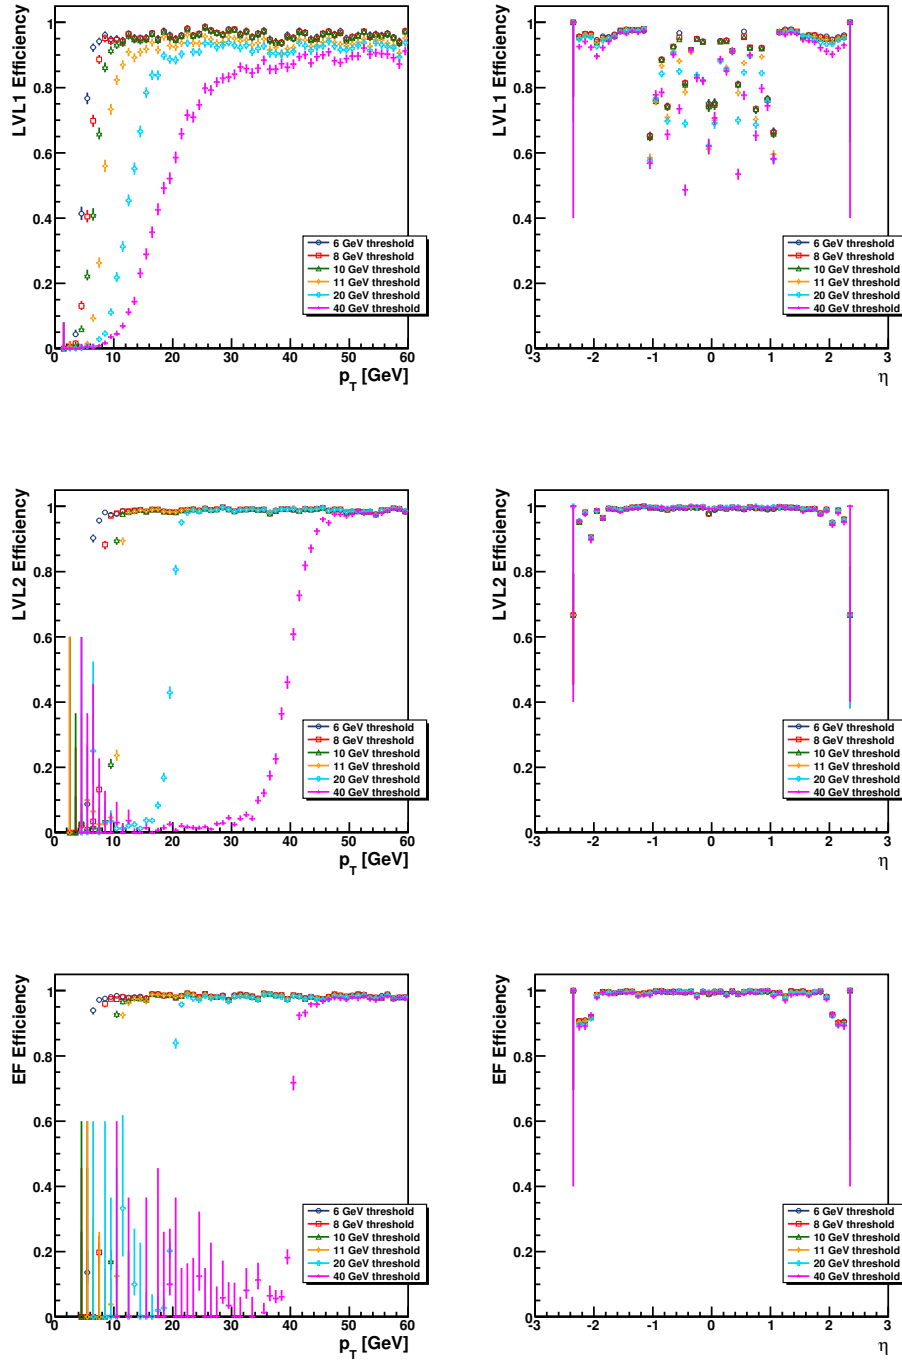 LVL1 Efficiency
1
0.8
0.6
0.4
0.2
0
0 10 20 30 40 50 60
p_T [GeV]
6 GeV threshold
8 GeV threshold
10 GeV threshold
11 GeV threshold
20 GeV threshold
40 GeV threshold
LVL1 Efficiency
1
0.8
0.6
0.4
0.2
0
-3 -2 -1 0 1 2 3
η
6 GeV threshold
8 GeV threshold
10 GeV threshold
11 GeV threshold
20 GeV threshold
40 GeV threshold
LVL2 Efficiency
1
0.8
0.6
0.4
0.2
0
0 10 20 30 40 50 60
p_T [GeV]
6 GeV threshold
8 GeV threshold
10 GeV threshold
11 GeV threshold
20 GeV threshold
40 GeV threshold
LVL2 Efficiency
1
0.8
0.6
0.4
0.2
0
-3 -2 -1 0 1 2 3
η
6 GeV threshold
8 GeV threshold
10 GeV threshold
11 GeV threshold
20 GeV threshold
40 GeV threshold
EF Efficiency
1
0.8
0.6
0.4
0.2
0
0 10 20 30 40 50 60
p_T [GeV]
6 GeV threshold
8 GeV threshold
10 GeV threshold
11 GeV threshold
20 GeV threshold
40 GeV threshold
EF Efficiency
1
0.8
0.6
0.4
0.2
0
-3 -2 -1 0 1 2 3
η
6 GeV threshold
8 GeV threshold
10 GeV threshold
11 GeV threshold
20 GeV threshold
40 GeV threshold